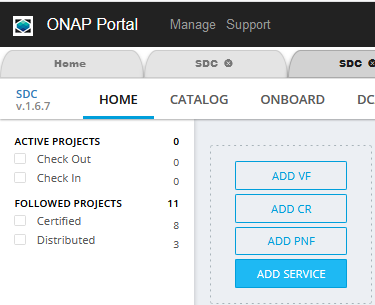 ONAP Portal Manage Support
Home SDC SDC
SDC
v.1.6.7
HOME CATALOG ONBOARD DC
ACTIVE PROJECTS 0
Check Out 0
Check In 0
FOLLOWED PROJECTS 11
Certified 8
Distributed 3
ADD VF
ADD CR
ADD PNF
ADD SERVICE